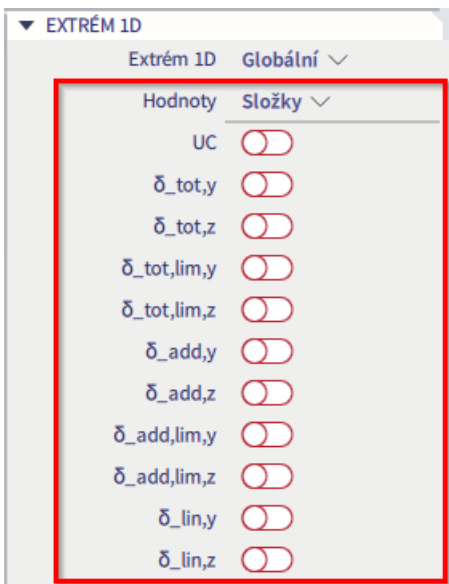 EXTRÉM 1D
Extrém 1D Globální
Hodnoty Složky
UC
δ_tot,y
δ_tot,z
δ_tot,lim,y
δ_tot,lim,z
δ_add,y
δ_add,z
δ_add,lim,y
δ_add,lim,z
δ_lin,y
δ_lin,z